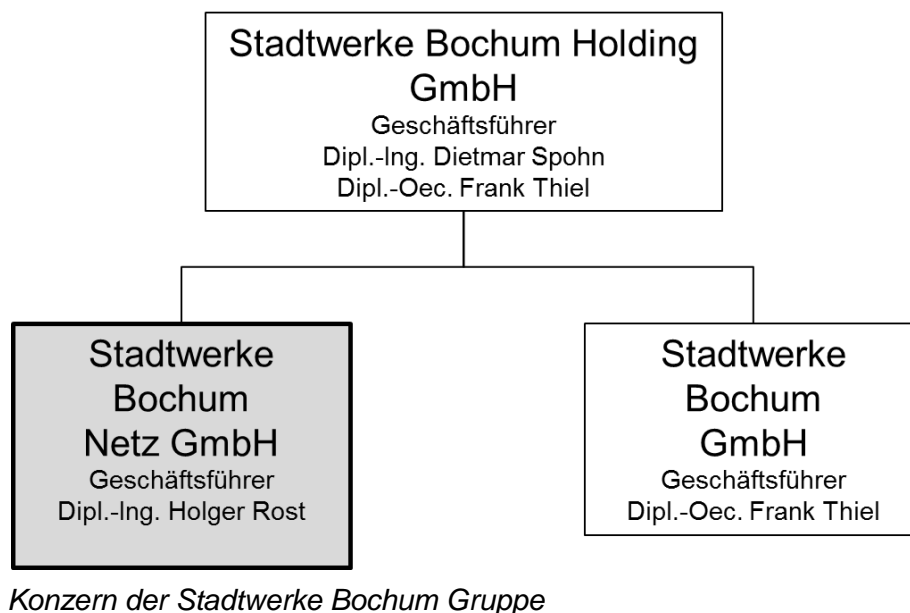 Stadtwerke Bochum Holding
GmbH
Geschäftsführer
Dipl.-Ing. Dietmar Spohn
Dipl.-Oec. Frank Thiel
Stadtwerke
Bochum
Netz GmbH
Geschäftsführer
Dipl.-Ing. Holger Rost
Stadtwerke
Bochum
GmbH
Geschäftsführer
Dipl.-Oec. Frank Thiel
Konzern der Stadtwerke Bochum Gruppe